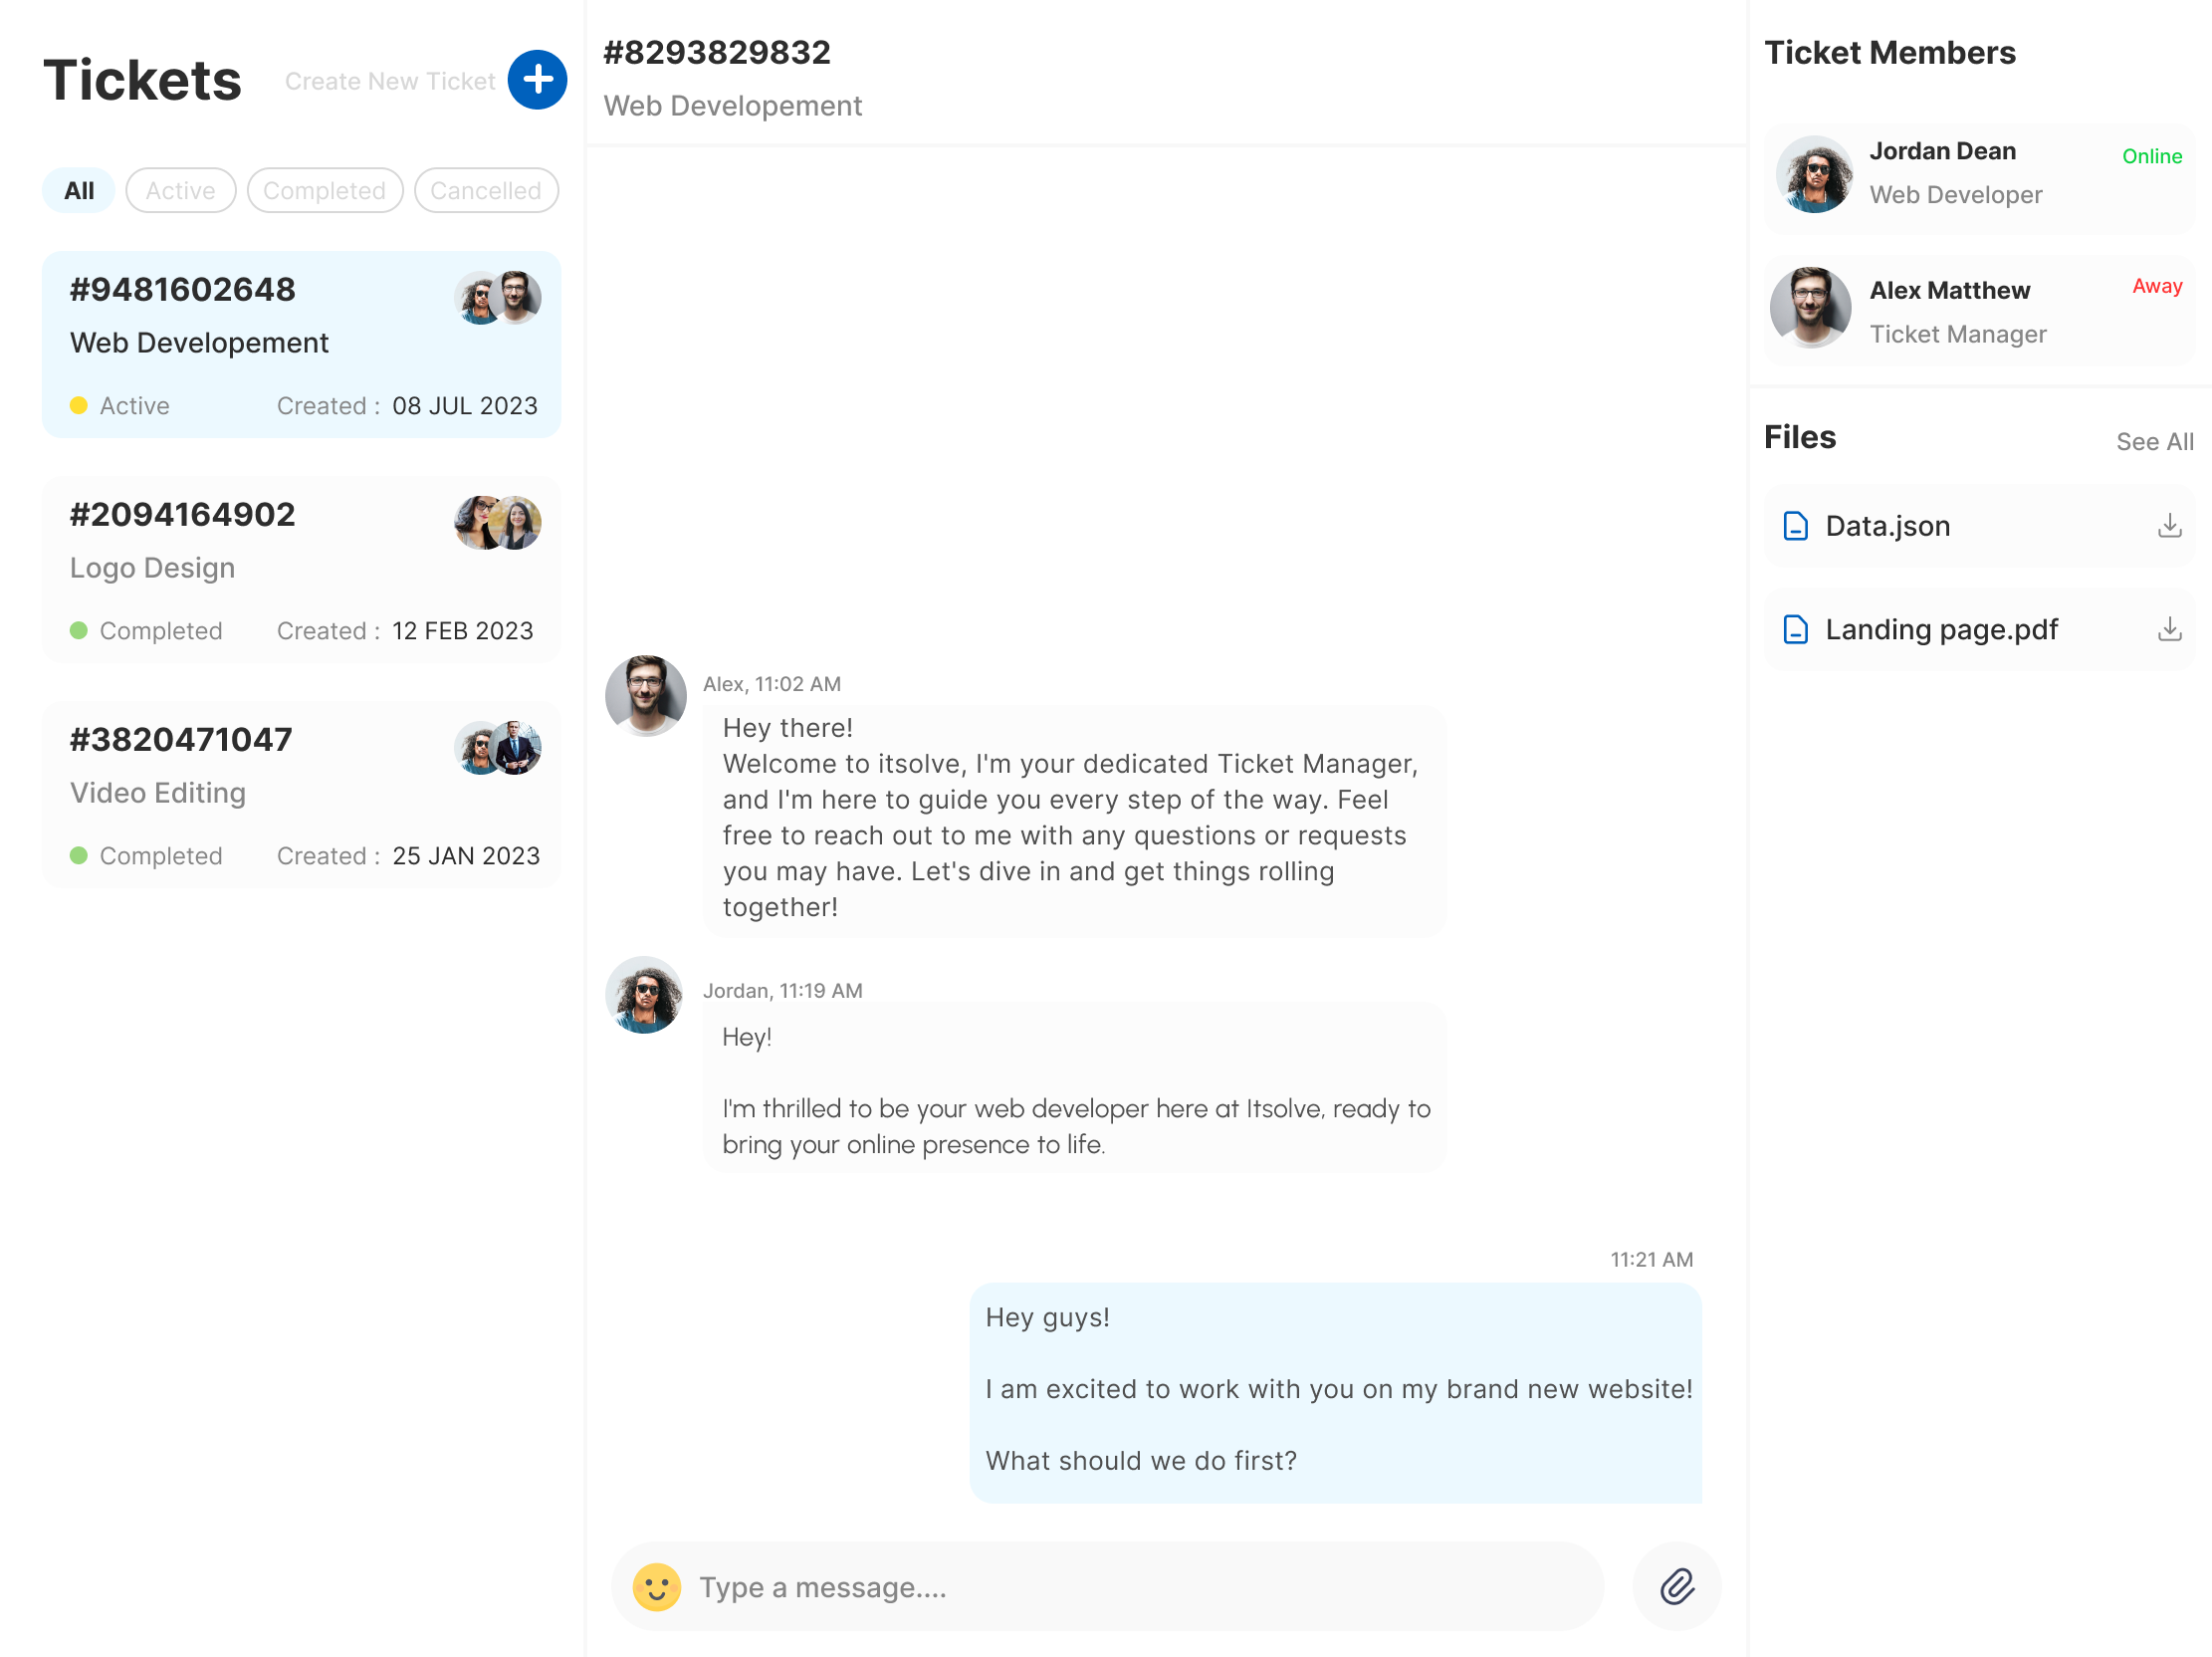 Tickets
Create New Ticket
All
Active
Completed
Cancelled
#9481602648
Web Developement
Active
Created : 08 JUL 2023
#2094164902
Logo Design
Completed
Created : 12 FEB 2023
#3820471047
Video Editing
Completed
Created : 25 JAN 2023
#8293829832
Web Developement
Alex, 11:02 AM
Hey there!
Welcome to itsolve, I'm your dedicated Ticket Manager,
and I'm here to guide you every step of the way. Feel
free to reach out to me with any questions or requests
you may have. Let's dive in and get things rolling
together!
Jordan, 11:19 AM
Hey!
I'm thrilled to be your web developer here at Itsolve, ready to
bring your online presence to life.
11:21 AM
Hey guys!
I am excited to work with you on my brand new website!
What should we do first?
Type a message....
Ticket Members
Jordan Dean
Online
Web Developer
Alex Matthew
Away
Ticket Manager
Files
See All
Data.json
Landing page.pdf